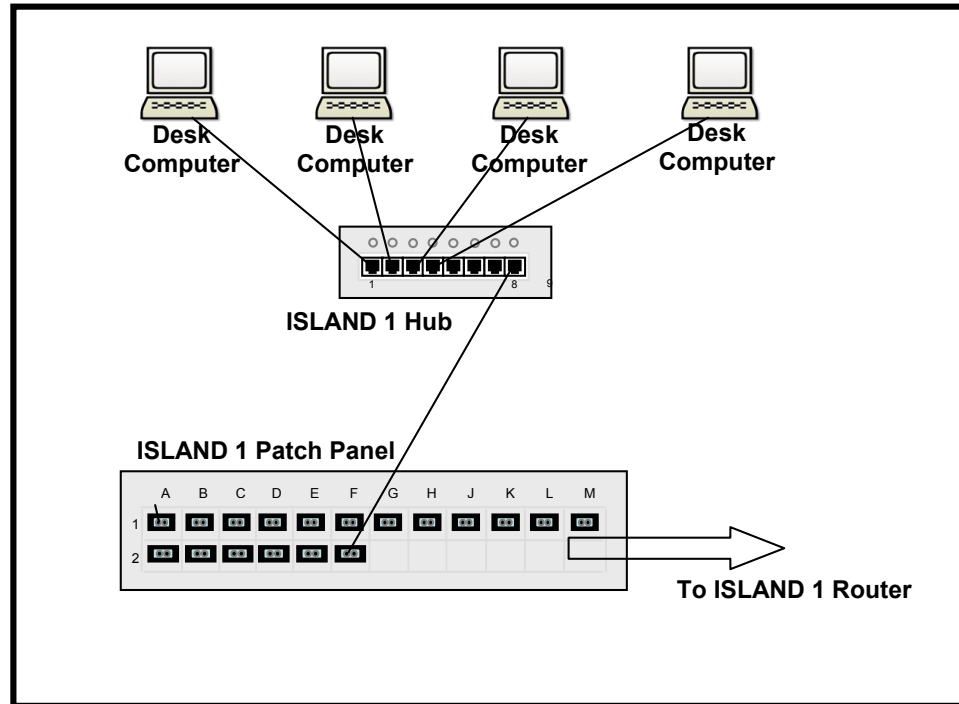 Desk Computer
Desk Computer
Desk Computer
Desk Computer
1 8 9
ISLAND 1 Hub
ISLAND 1 Patch Panel
A B C D E F G H J K L M
1
2
To ISLAND 1 Router